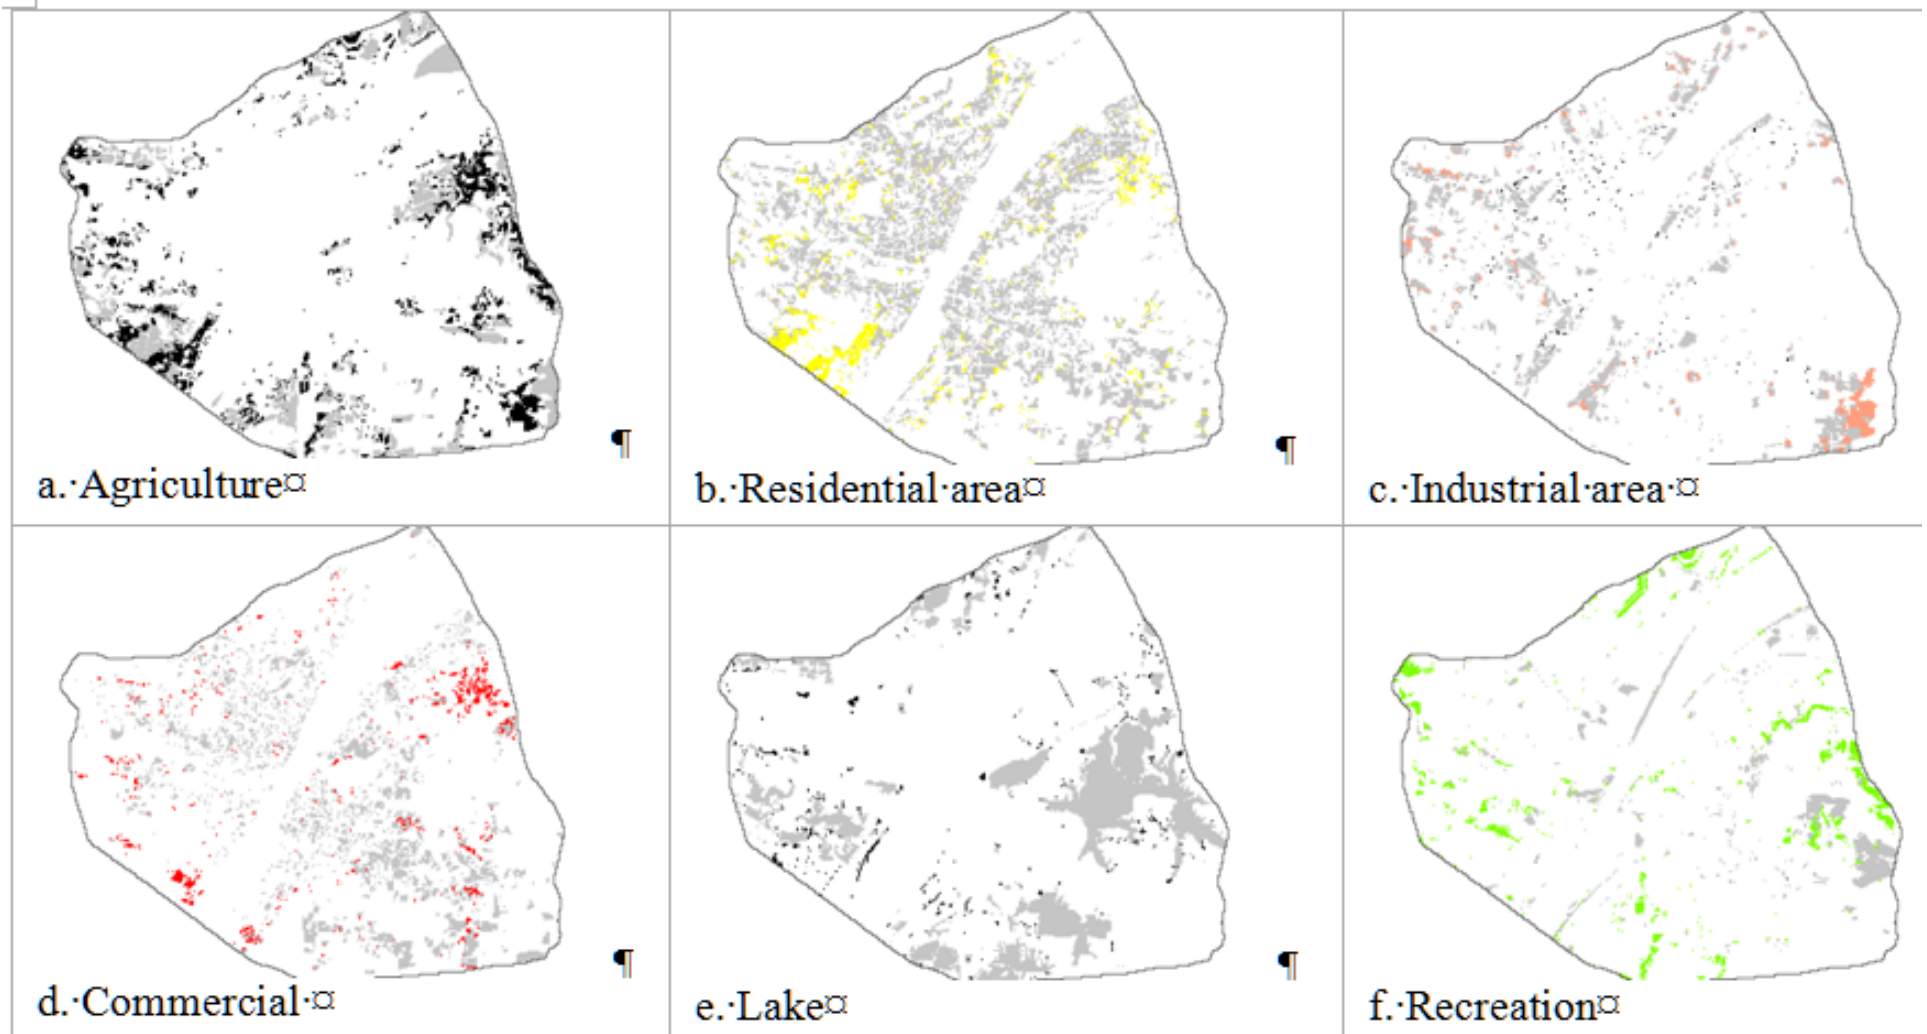 ¶
a.·Agriculture¤
¶
b.·Residential·area¤
c.·Industrial·area·¤
¶
d.·Commercial·¤
¶
e.·Lake¤
f.·Recreation¤